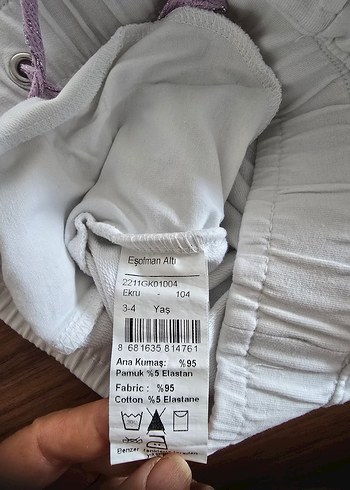 Eşofman Altı
2211GK01004
Ekru - 104
3-4 Yaş
8 681635 814761
Ana Kumaş: %95
Pamuk %5 Elastan
Fabric : %95
Cotton %5 Elastane
Benzer